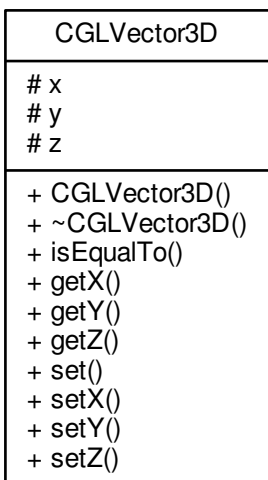 CGLVector3D
# x
# y
# z
+ CGLVector3D()
+ ~CGLVector3D()
+ isEqualTo()
+ getX()
+ getY()
+ getZ()
+ set()
+ setX()
+ setY()
+ setZ()